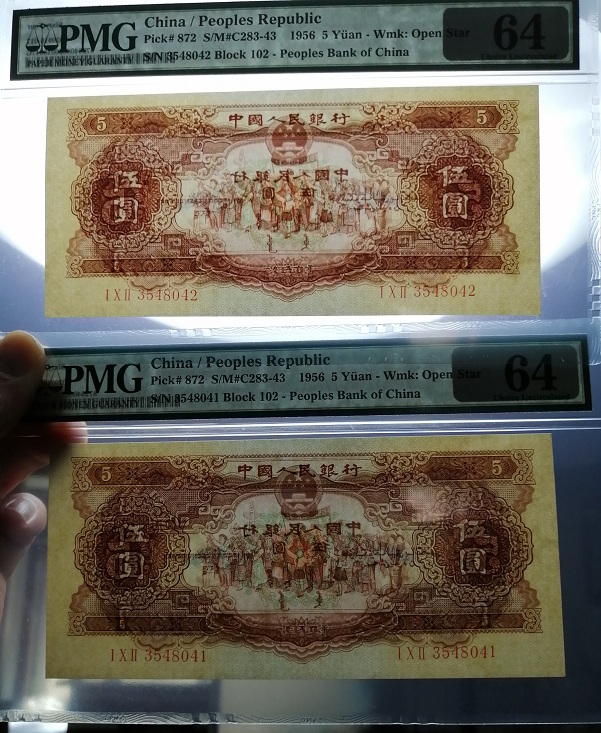 PMG
China / Peoples Republic
Pick# 872 S/M#C283-43 1956 5 Yüan - Wmk: Open Star
S/N 3548042 Block 102 - Peoples Bank of China
64
5 中國人民銀行 5
伍圓 伍圓
I X II 3548042 I X II 3548042
PMG
China / Peoples Republic
Pick# 872 S/M#C283-43 1956 5 Yüan - Wmk: Open Star
S/N 3548041 Block 102 - Peoples Bank of China
64
5 中國人民銀行 5
伍圓 伍圓
I X II 3548041 I X II 3548041